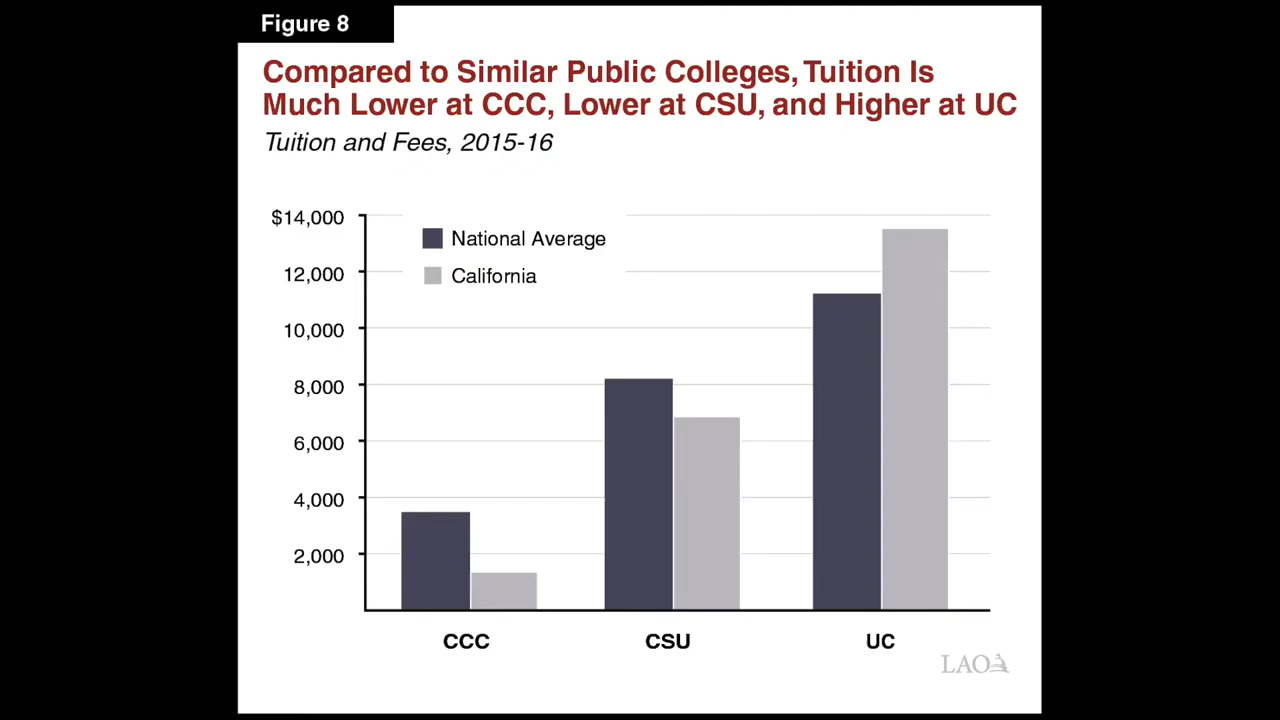 Figure 8
Compared to Similar Public Colleges, Tuition Is
Much Lower at CCC, Lower at CSU, and Higher at UC
Tuition and Fees, 2015-16
$14,000
12,000
10,000
8,000
6,000
4,000
2,000
National Average
California
CCC
CSU
UC
LAO